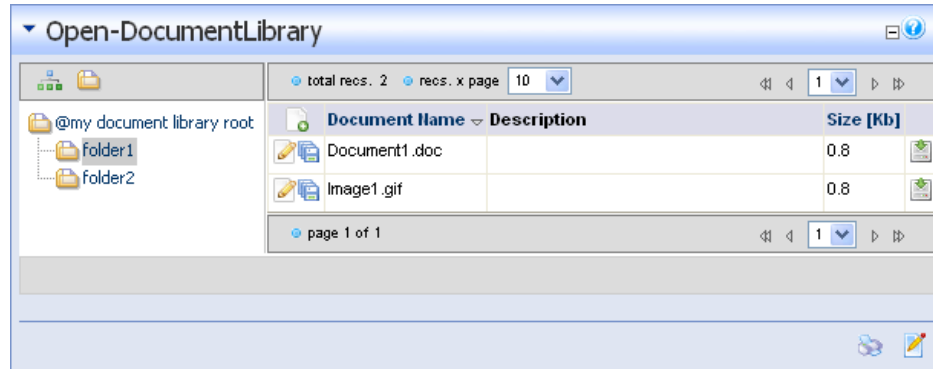 Open-DocumentLibrary
total recs. 2 recs. x page 10 1
@my document library root
folder1
folder2
Document Name Description Size [Kb]
Document1.doc 0.8
Image1.gif 0.8
page 1 of 1 1